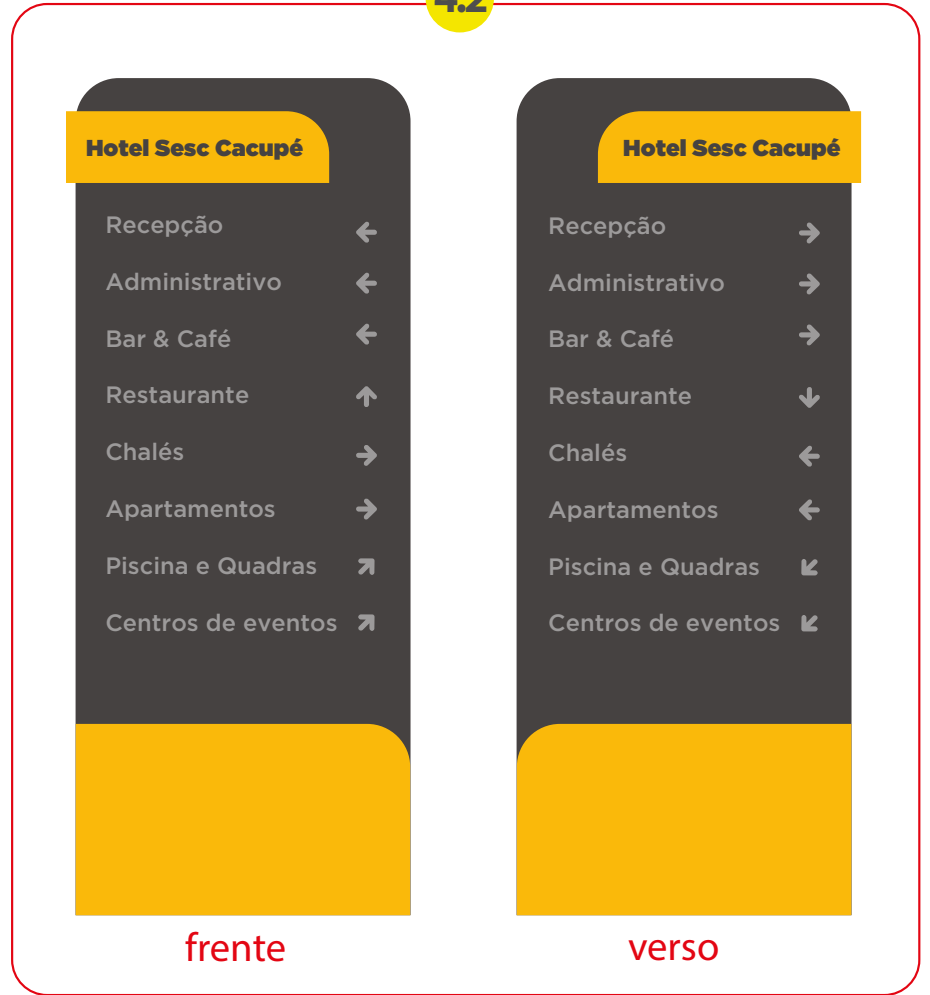 4.2
Hotel Sesc Cacupé
Recepção ←
Administrativo ←
Bar & Café ←
Restaurante ↑
Chalés →
Apartamentos →
Piscina e Quadras ↗
Centros de eventos ↗
frente
Hotel Sesc Cacupé
Recepção →
Administrativo →
Bar & Café →
Restaurante ↓
Chalés ←
Apartamentos ←
Piscina e Quadras ↙
Centros de eventos ↙
verso